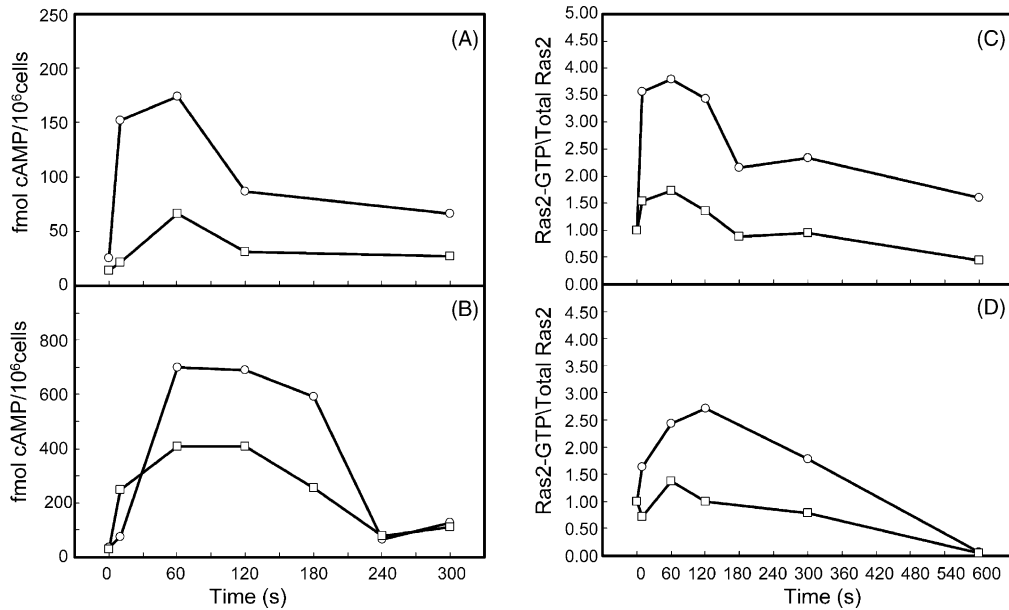 (A)
fmol cAMP/10⁶cells
250
200
150
100
50
0
(B)
fmol cAMP/10⁶cells
800
600
400
200
0
0 60 120 180 240 300
Time (s)
(C)
Ras2-GTP\Total Ras2
5.00
4.50
4.00
3.50
3.00
2.50
2.00
1.50
1.00
0.50
0.00
(D)
Ras2-GTP\Total Ras2
4.50
4.00
3.50
3.00
2.50
2.00
1.50
1.00
0.50
0.00
0 60 120 180 240 300 360 420 480 540 600
Time (s)